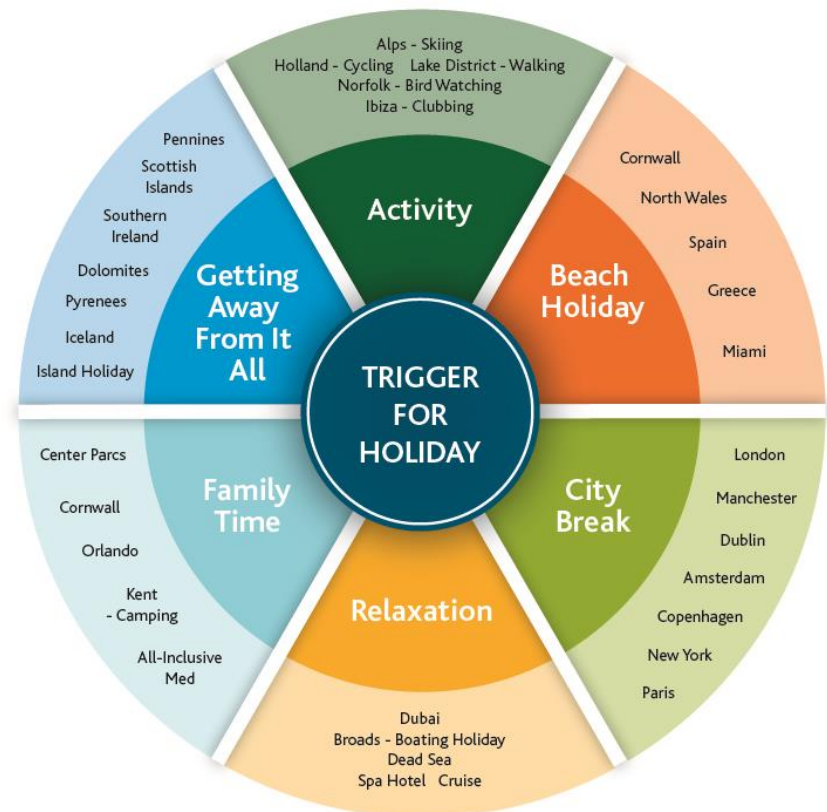 TRIGGER
FOR
HOLIDAY
Activity
Alps - Skiing
Holland - Cycling Lake District - Walking
Norfolk - Bird Watching
Ibiza - Clubbing
Beach
Holiday
Cornwall
North Wales
Spain
Greece
Miami
City
Break
London
Manchester
Dublin
Amsterdam
Copenhagen
New York
Paris
Relaxation
Dubai
Broads - Boating Holiday
Dead Sea
Spa Hotel Cruise
Family
Time
Center Parcs
Cornwall
Orlando
Kent
- Camping
All-Inclusive
Med
Getting
Away
From It
All
Pennines
Scottish
Islands
Southern
Ireland
Dolomites
Pyrenees
Iceland
Island Holiday